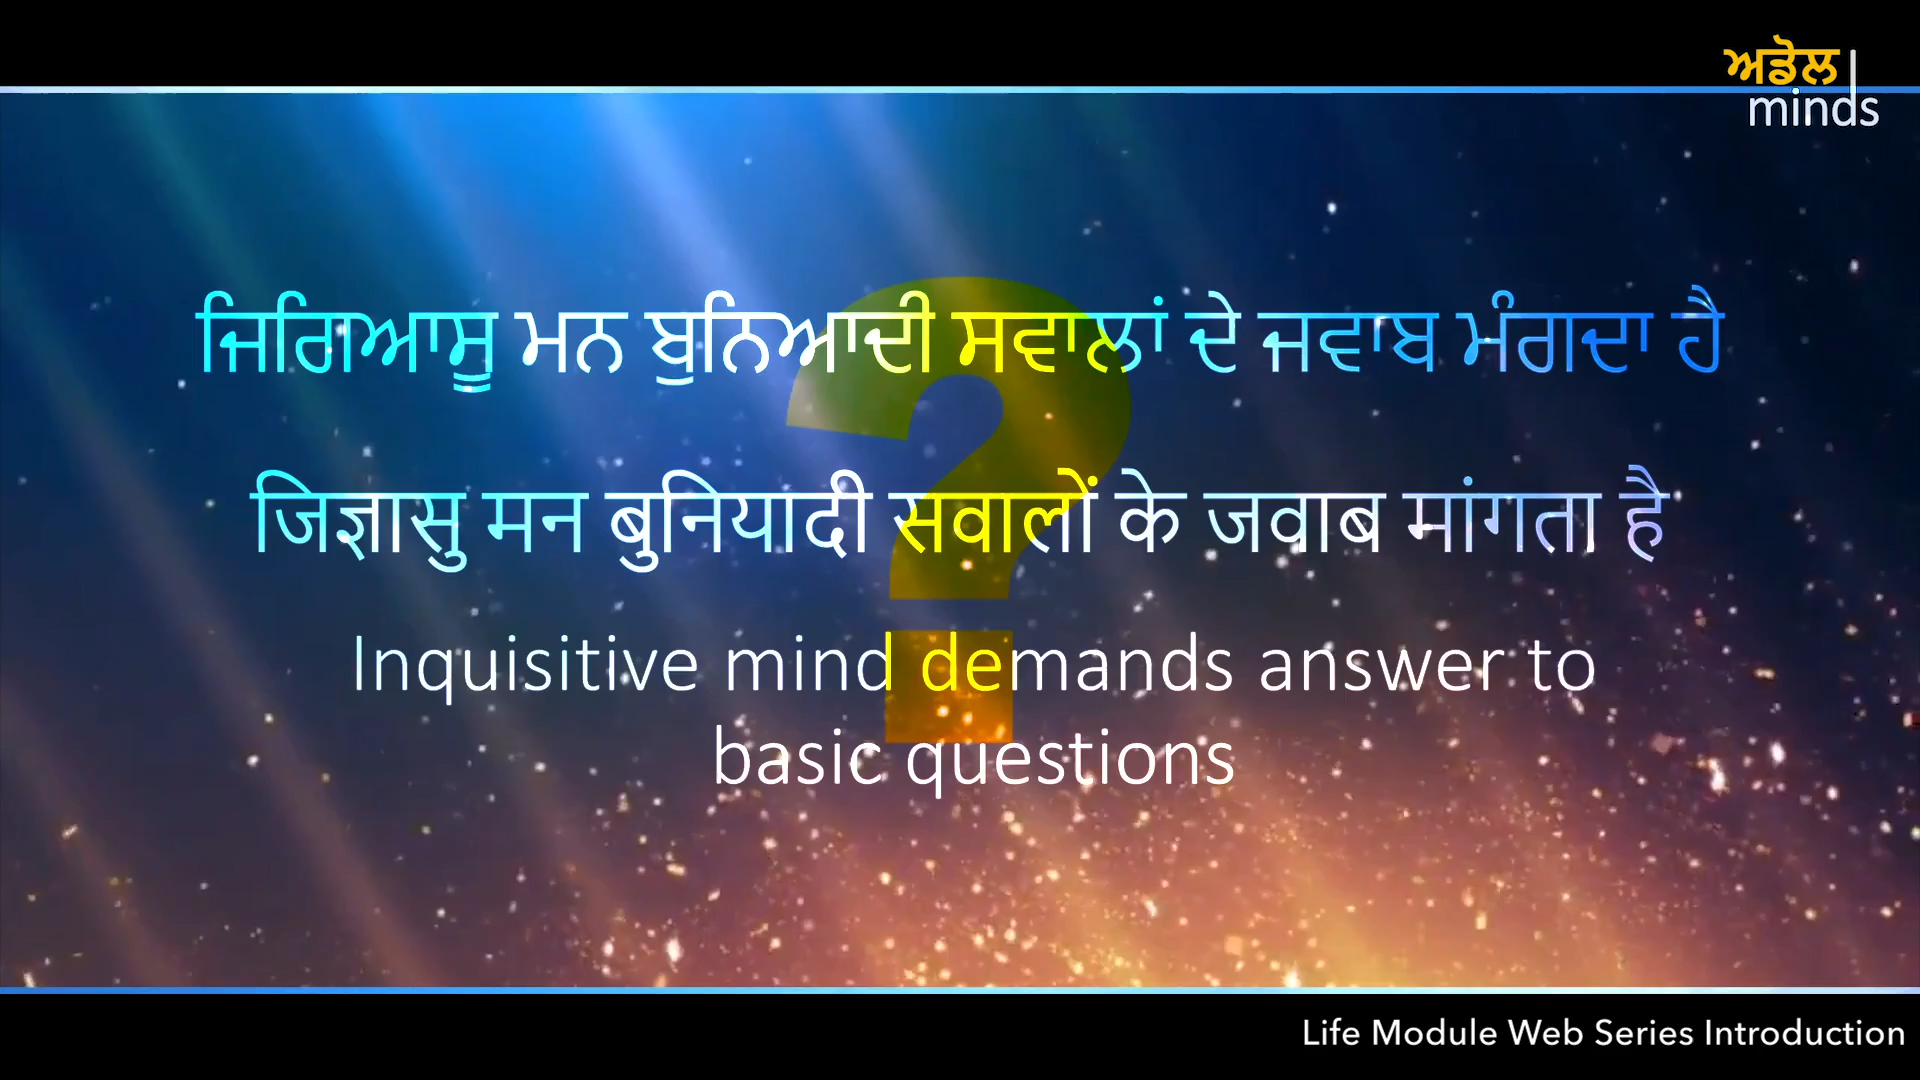 ਅਡੋਲ
minds
ਜਿਗਿਆਸੂ ਮਨ ਬੁਨਿਆਦੀ ਸਵਾਲਾਂ ਦੇ ਜਵਾਬ ਮੰਗਦਾ ਹੈ
जिज्ञासु मन बुनियादी सवालों के जवाब मांगता है
Inquisitive mind demands answer to
basic questions
Life Module Web Series Introduction